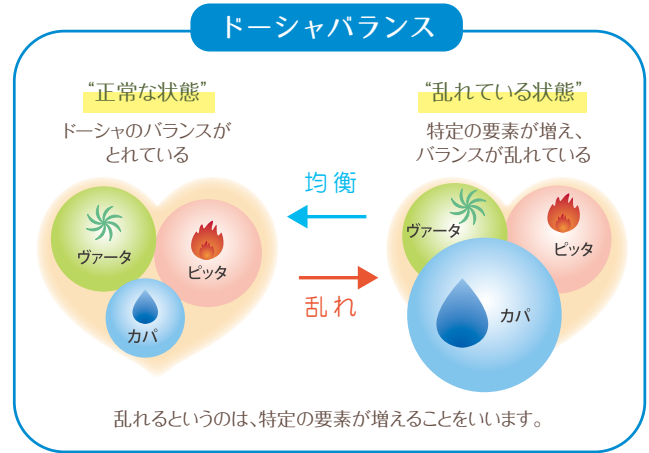 ドーシャバランス
“正常な状態”
ドーシャのバランスが
とれている
ヴァータ
ピッタ
カパ
均衡
乱れ
“乱れている状態”
特定の要素が増え、
バランスが乱れている
ヴァータ
ピッタ
カパ
乱れるというのは、特定の要素が増えることをいいます。